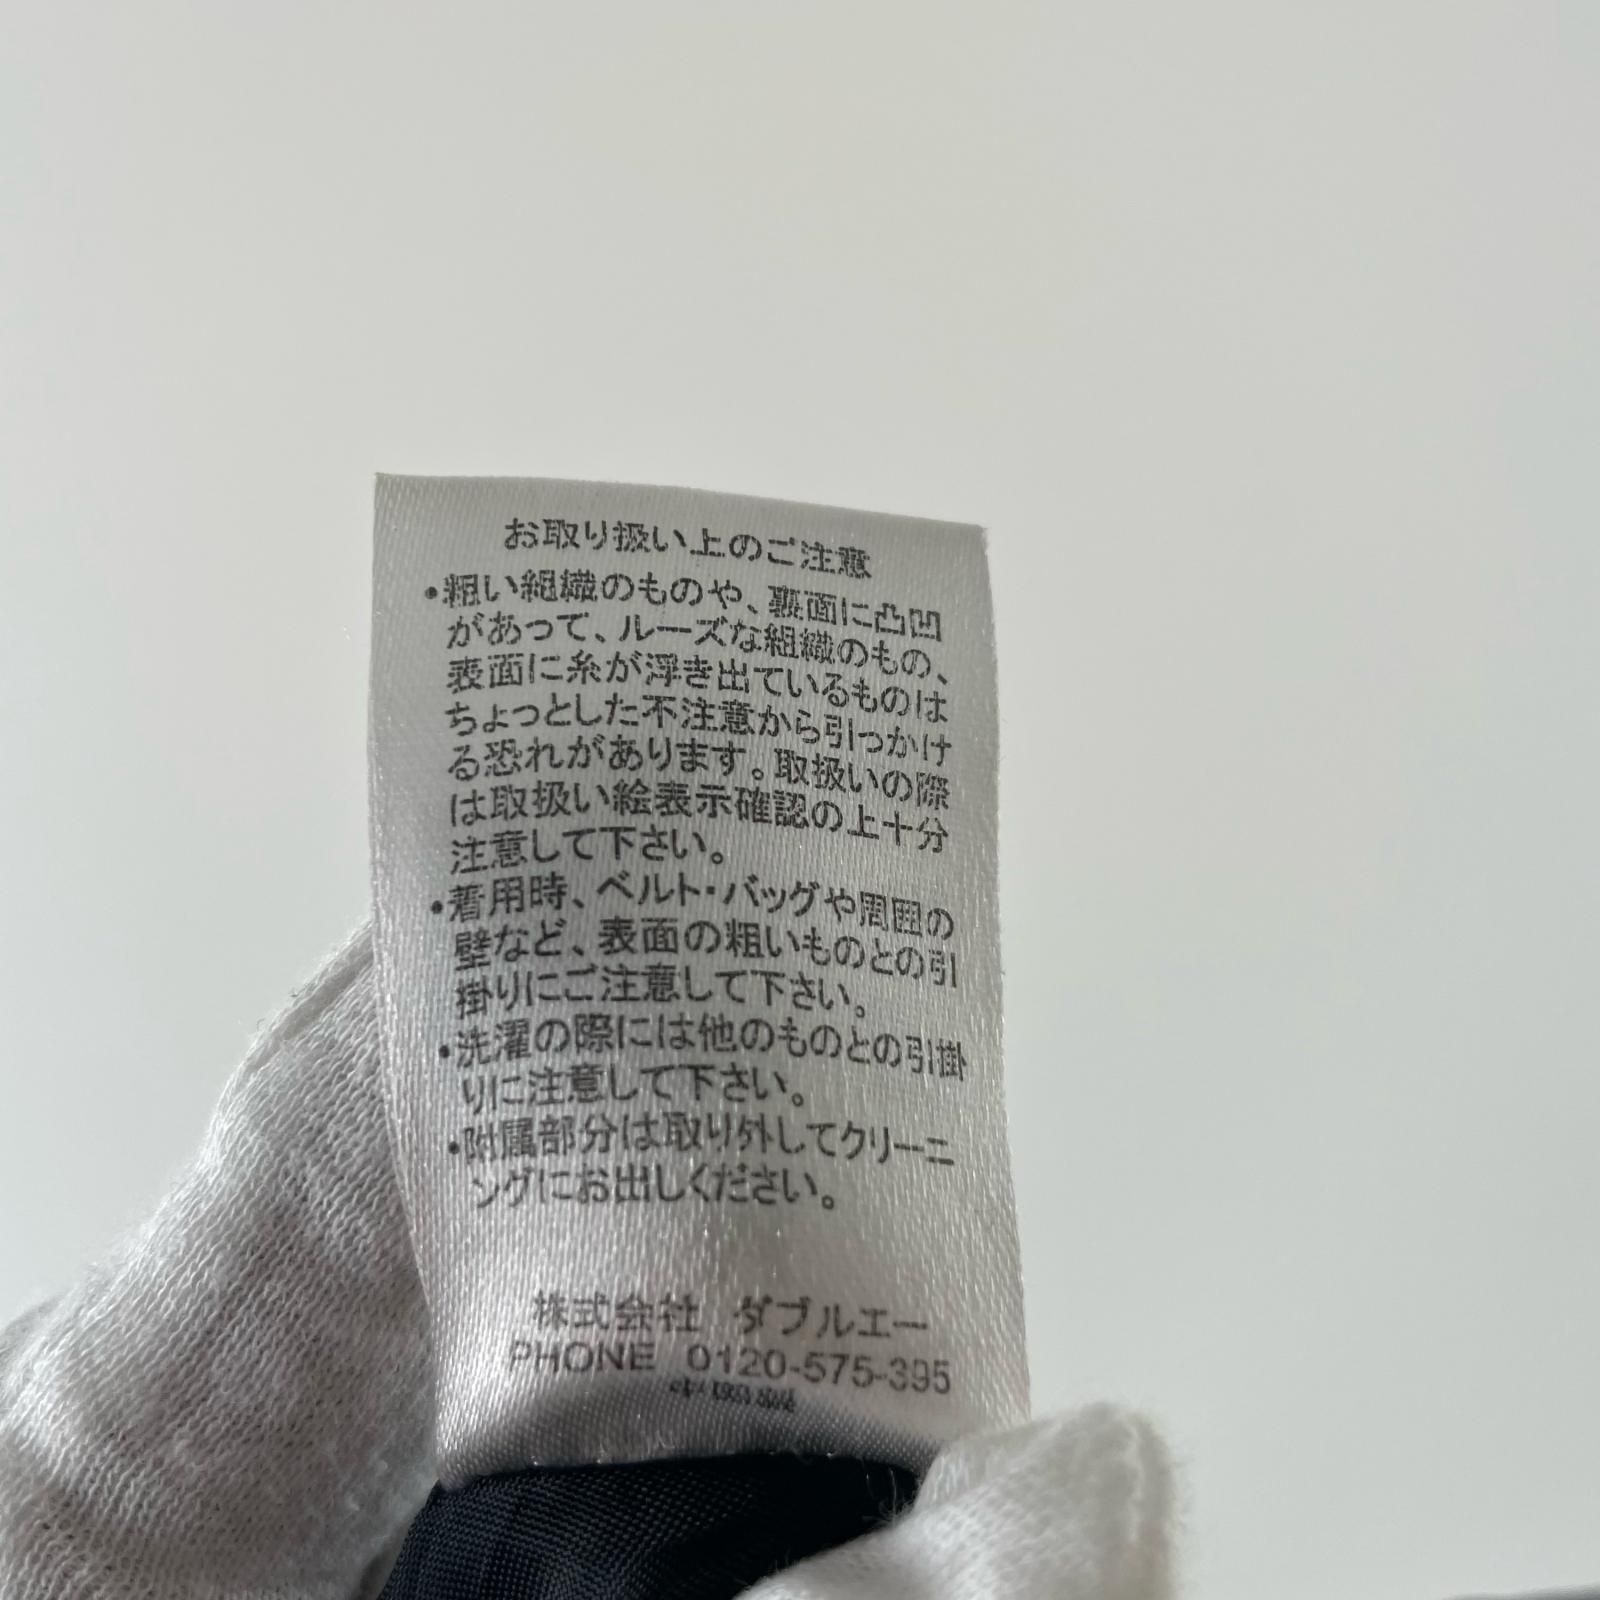 お取り扱い上のご注意
・粗い組織のものや、裏面に凸凹
があって、ルーズな組織のもの、
表面に糸が浮き出ているものは
ちょっとした不注意から引っかけ
る恐れがあります。取扱いの際
は取扱い絵表示確認の上十分
注意して下さい。
・着用時、ベルト・バッグや周囲の
壁など、表面の粗いものとの引
掛りにご注意して下さい。
・洗濯の際には他のものとの引掛
りに注意して下さい。
・附属部分は取り外してクリーニ
ングにお出しください。
株式会社 ダブルエー
PHONE 0120-575-395